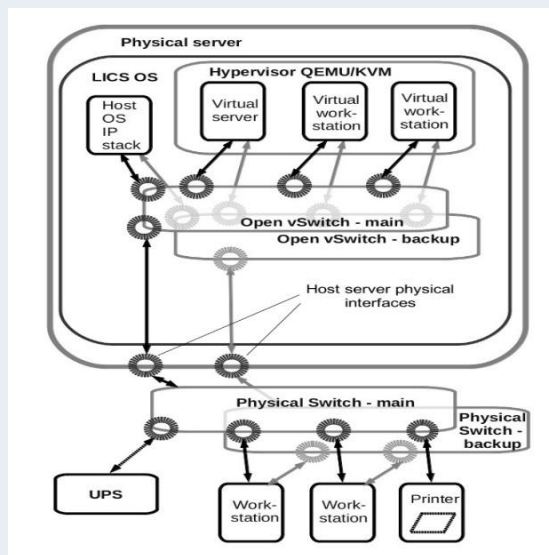 Physical server
LICS OS
Hypervisor QEMU/KVM
Host
OS
IP
stack
Virtual
server
Virtual
work-
station
Virtual
work-
station
Open vSwitch - main
Open vSwitch - backup
Host server physical
interfaces
Physical Switch - main
Physical
Switch -
backup
UPS
Work-
station
Work-
station
Printer